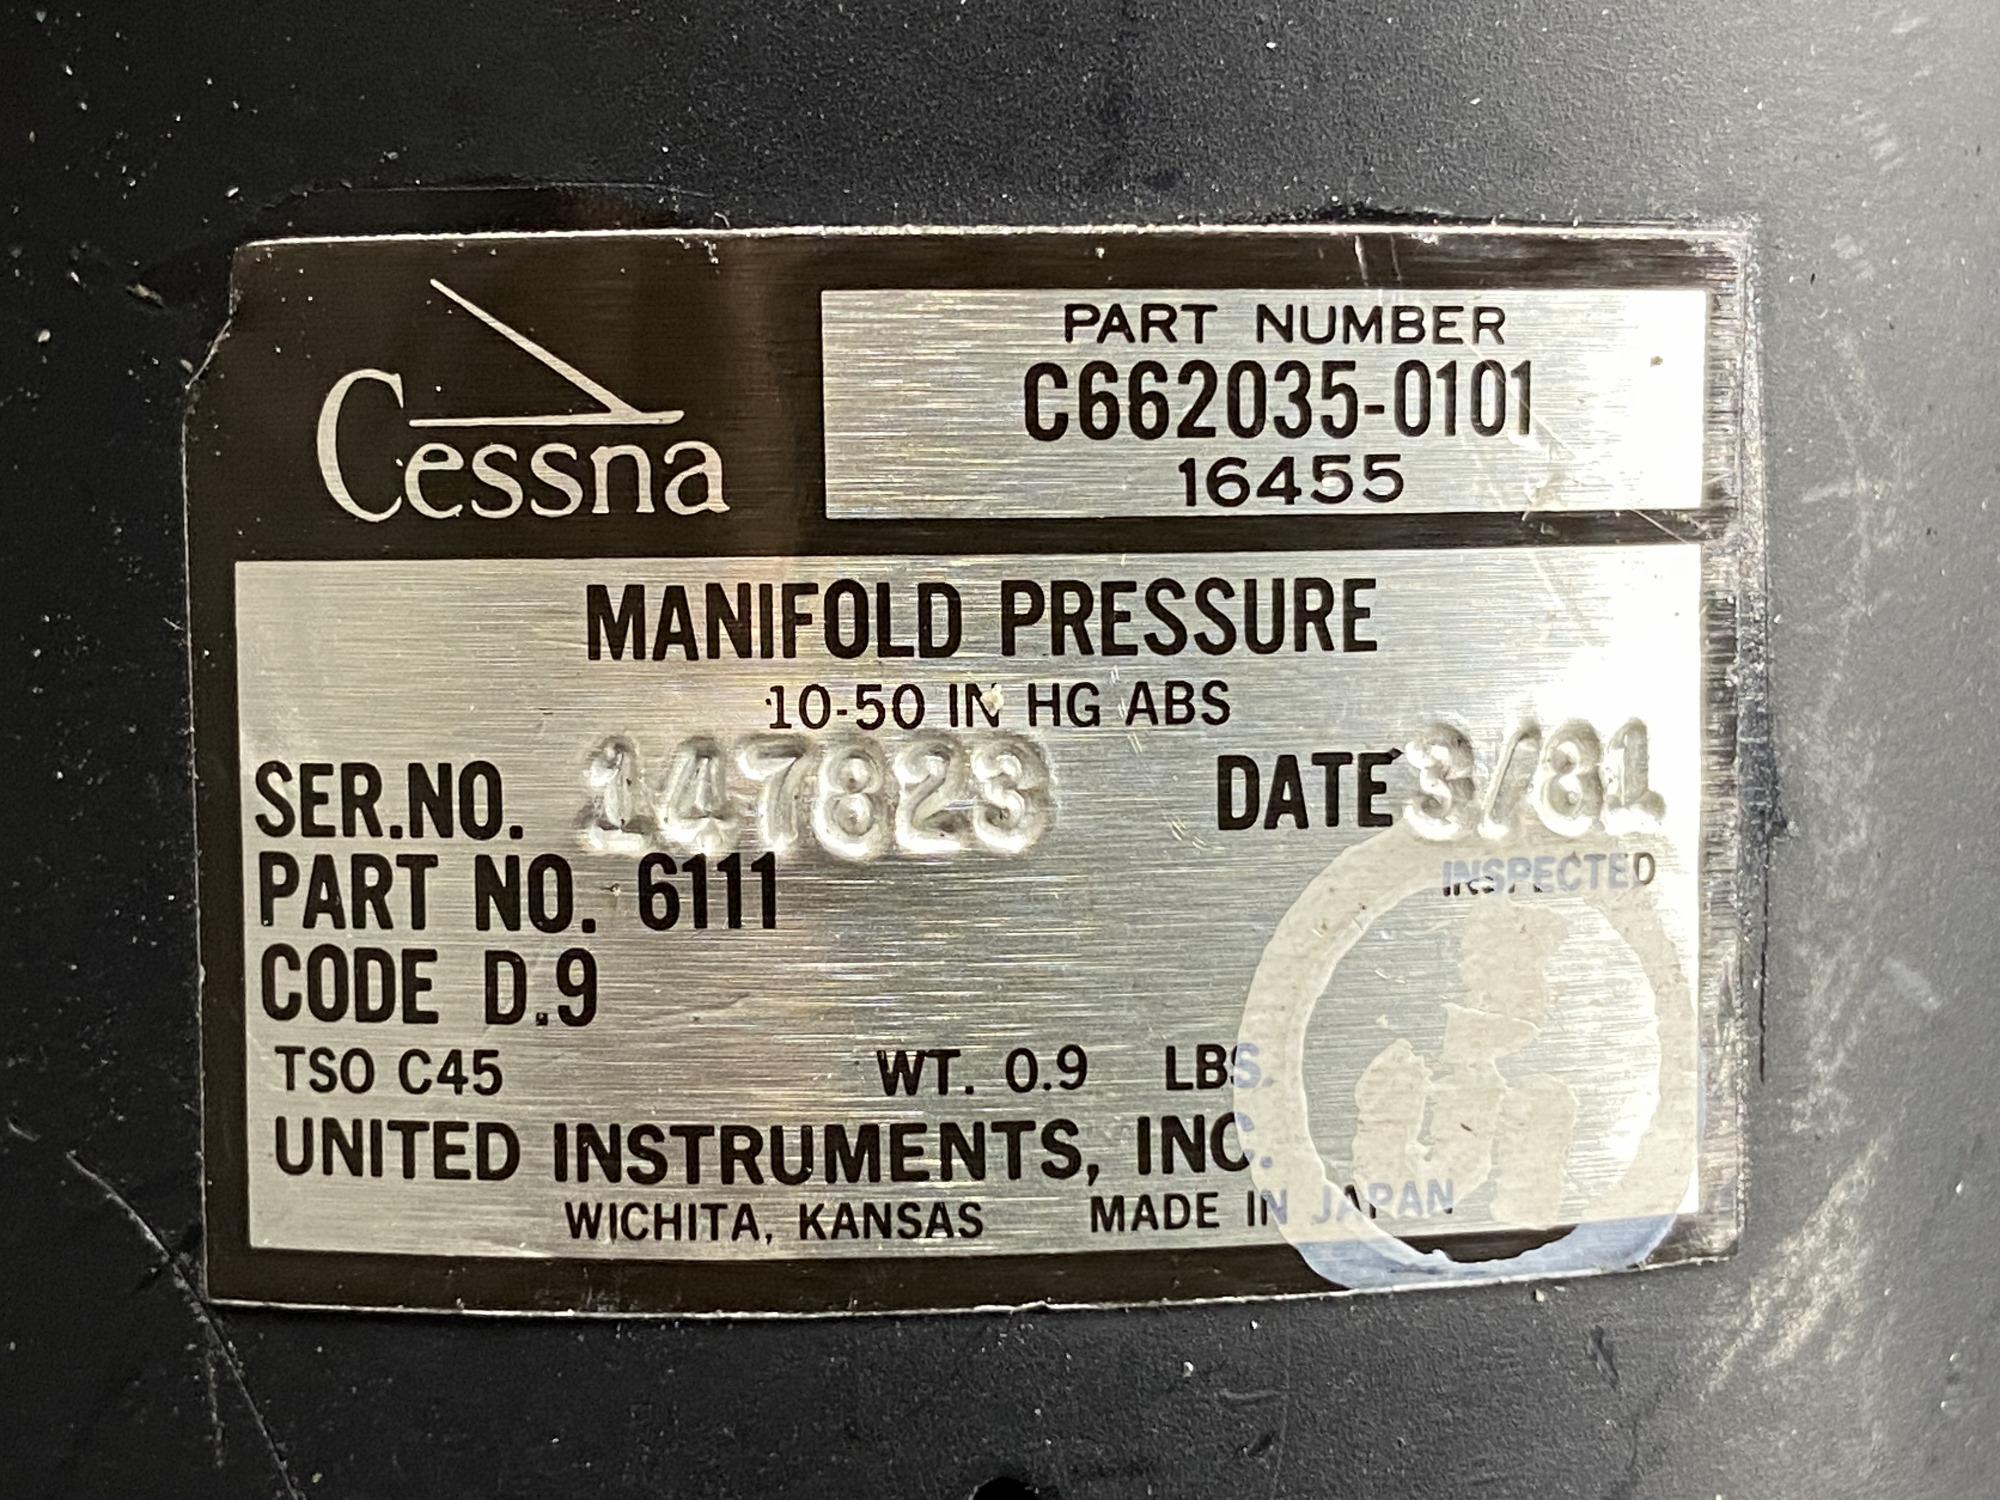 Cessna
PART NUMBER
C662035-0101
16455
MANIFOLD PRESSURE
10-50 IN HG ABS
SER.NO. 147823 DATE 3/81
PART NO. 6111
INSPECTED
CODE D.9
TSO C45 WT. 0.9 LBS.
UNITED INSTRUMENTS, INC.
WICHITA, KANSAS MADE IN JAPAN